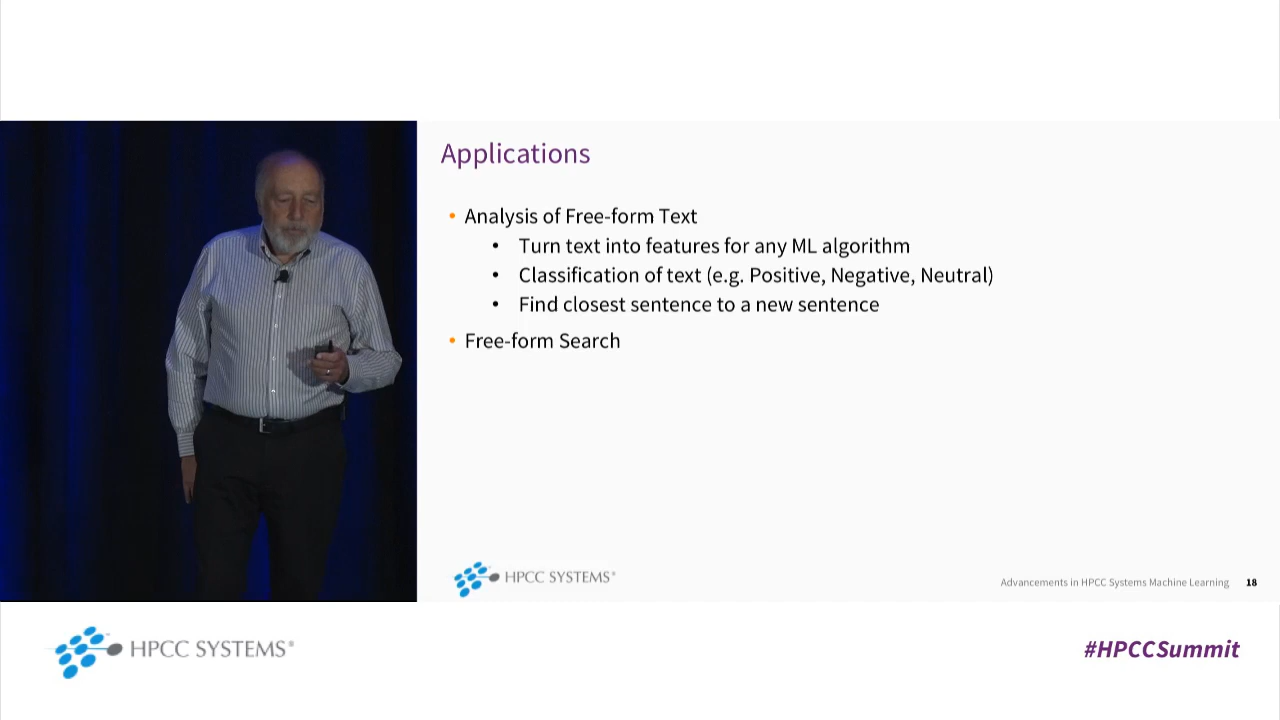 Applications
• Analysis of Free-form Text
• Turn text into features for any ML algorithm
• Classification of text (e.g. Positive, Negative, Neutral)
• Find closest sentence to a new sentence
• Free-form Search
HPCC SYSTEMS®
Advancements in HPCC Systems Machine Learning 18
HPCC SYSTEMS®
#HPCCSummit